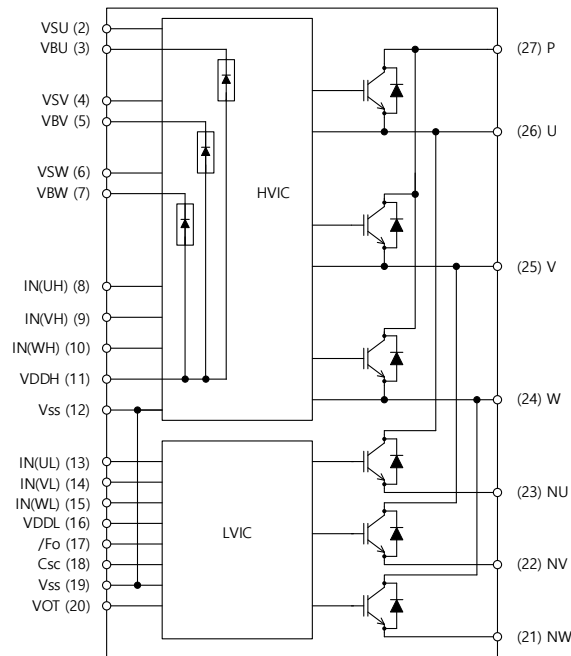 VSU (2)
VBU (3)
VSV (4)
VBV (5)
VSW (6)
VBW (7)
IN(UH) (8)
IN(VH) (9)
IN(WH) (10)
VDDH (11)
Vss (12)
IN(UL) (13)
IN(VL) (14)
IN(WL) (15)
VDDL (16)
/Fo (17)
Csc (18)
Vss (19)
VOT (20)
HVIC
LVIC
(27) P
(26) U
(25) V
(24) W
(23) NU
(22) NV
(21) NW